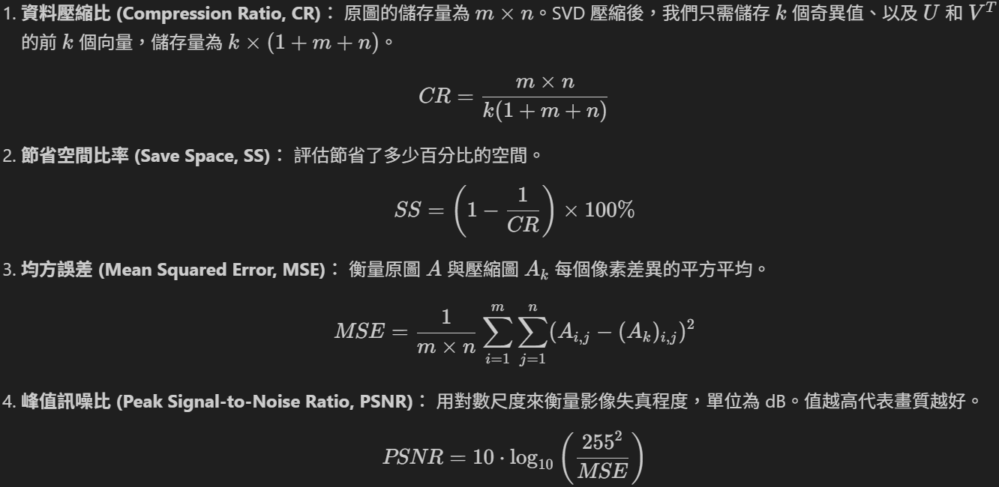 1. 資料壓縮比 (Compression Ratio, CR)： 原圖的儲存量為 m × n。SVD 壓縮後，我們只需儲存 k 個奇異值、以及 U 和 V^T
的前 k 個向量，儲存量為 k × (1 + m + n)。
CR = \frac{m × n}{k(1 + m + n)}
2. 節省空間比率 (Save Space, SS)： 評估節省了多少百分比的空間。
SS = \left(1 − \frac{1}{CR}\right) × 100%
3. 均方誤差 (Mean Squared Error, MSE)： 衡量原圖 A 與壓縮圖 A_k 每個像素差異的平方平均。
MSE = \frac{1}{m × n} \sum_{i=1}^{m} \sum_{j=1}^{n} (A_{i,j} − (A_k)_{i,j})^2
4. 峰值訊噪比 (Peak Signal-to-Noise Ratio, PSNR)： 用對數尺度來衡量影像失真程度，單位為 dB。值越高代表畫質越好。
PSNR = 10 · \log_{10} \left(\frac{255^2}{MSE}\right)